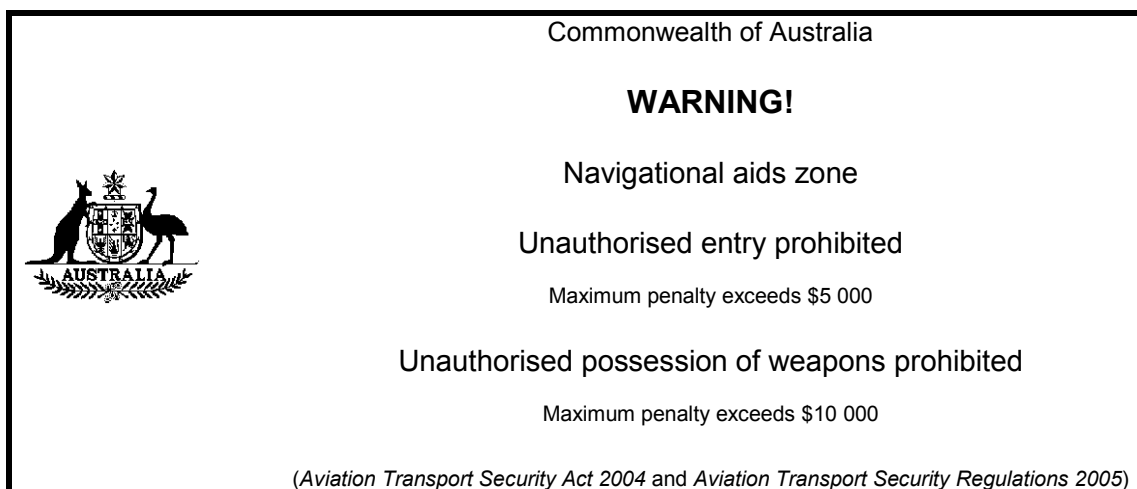 Commonwealth of Australia
WARNING!
Navigational aids zone
Unauthorised entry prohibited
AUSTRALIA
Maximum penalty exceeds $5 000
Unauthorised possession of weapons prohibited
Maximum penalty exceeds $10 000
(Aviation Transport Security Act 2004 and Aviation Transport Security Regulations 2005)